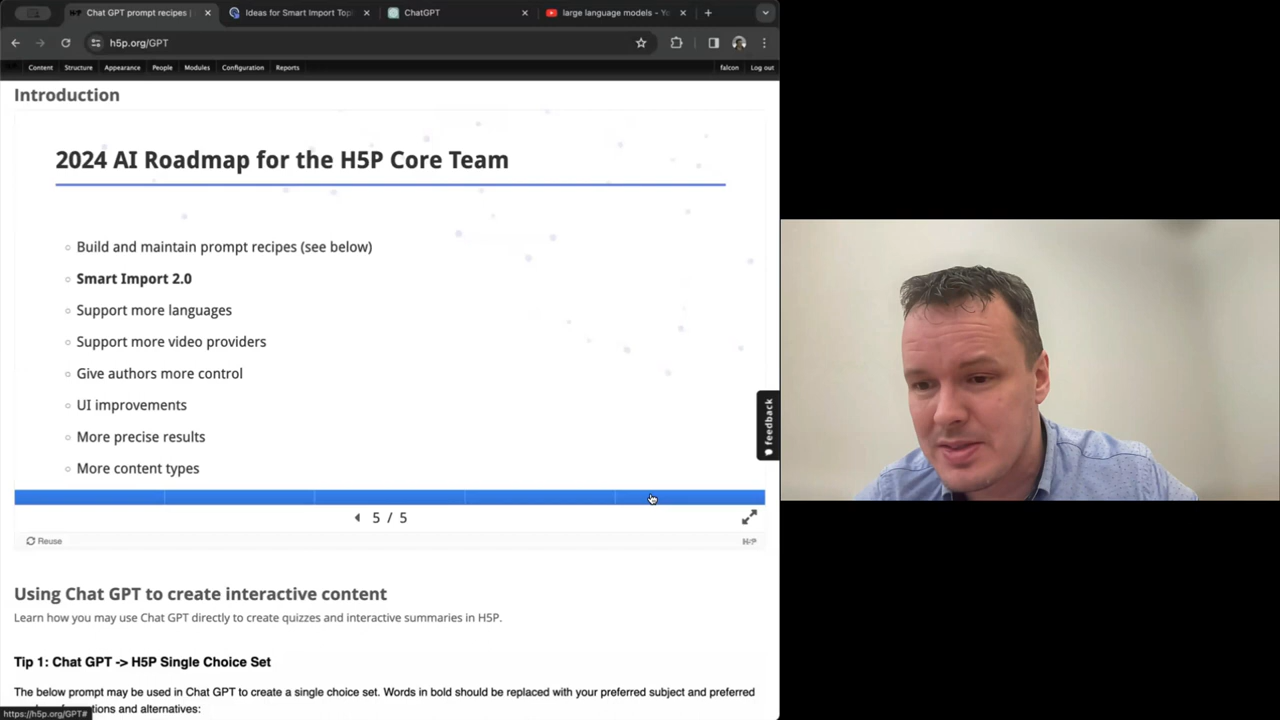 Chat GPT prompt recipes |
Ideas for Smart Import Top
ChatGPT
large language models - Yo
h5p.org/GPT
Content Structure Appearance People Modules Configuration Reports falcon Log out
Introduction
2024 AI Roadmap for the H5P Core Team
Build and maintain prompt recipes (see below)
Smart Import 2.0
Support more languages
Support more video providers
Give authors more control
UI improvements
More precise results
More content types
feedback
5 / 5
Reuse
H5P
Using Chat GPT to create interactive content
Learn how you may use Chat GPT directly to create quizzes and interactive summaries in H5P.
Tip 1: Chat GPT -> H5P Single Choice Set
The below prompt may be used in Chat GPT to create a single choice set. Words in bold should be replaced with your preferred subject and preferred
tions and alternatives:
https://h5p.org/GPT#